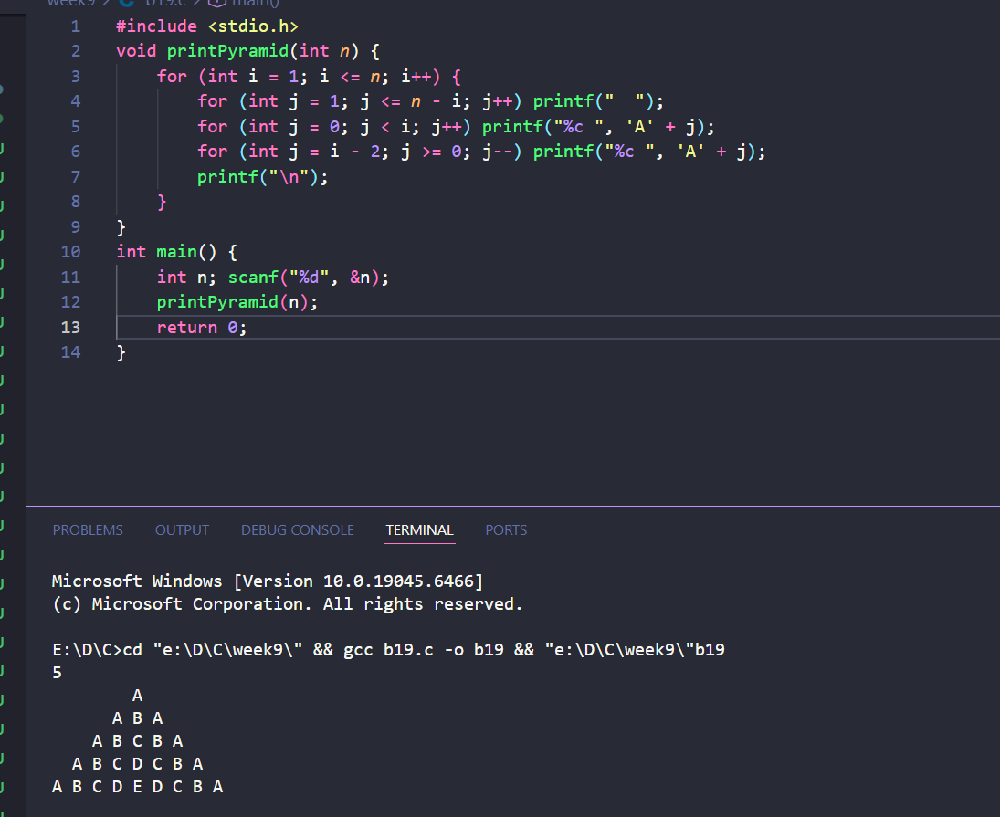 week9 > b19.c > main()
1 #include <stdio.h>
2 void printPyramid(int n) {
3     for (int i = 1; i <= n; i++) {
4         for (int j = 1; j <= n - i; j++) printf("  ");
5         for (int j = 0; j < i; j++) printf("%c ", 'A' + j);
6         for (int j = i - 2; j >= 0; j--) printf("%c ", 'A' + j);
7         printf("\n");
8     }
9 }
10 int main() {
11     int n; scanf("%d", &n);
12     printPyramid(n);
13     return 0;
14 }
PROBLEMS OUTPUT DEBUG CONSOLE TERMINAL PORTS
Microsoft Windows [Version 10.0.19045.6466]
(c) Microsoft Corporation. All rights reserved.
E:\D\C>cd "e:\D\C\week9\" && gcc b19.c -o b19 && "e:\D\C\week9\"b19
5
        A
      A B A
    A B C B A
  A B C D C B A
A B C D E D C B A